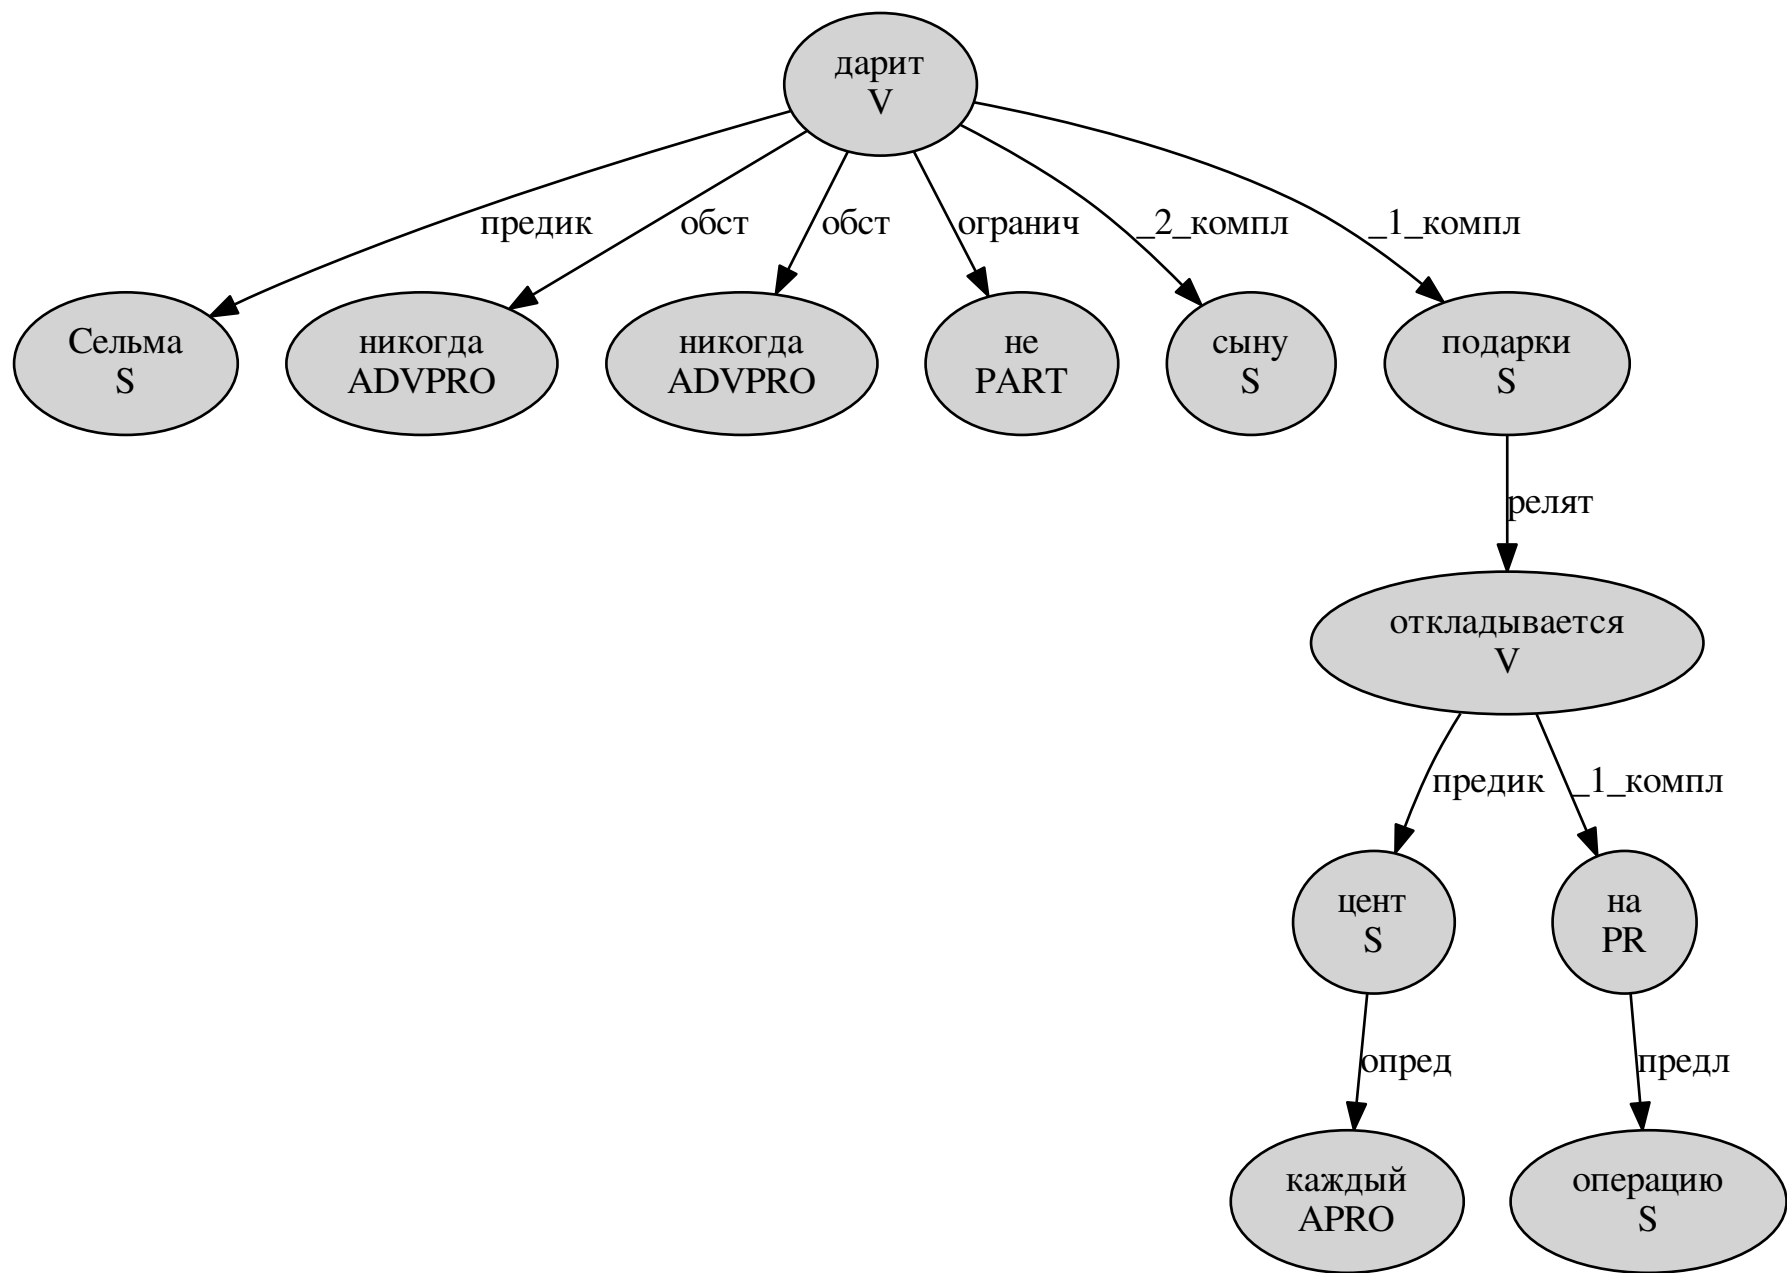 дарит
V
предик
обст
обст
огранич
_2_компл
_1_компл
Сельма
S
никогда
ADVPRO
никогда
ADVPRO
не
PART
сыну
S
подарки
S
релят
откладывается
V
предик
_1_компл
цент
S
на
PR
опред
предл
каждый
APRO
операцию
S